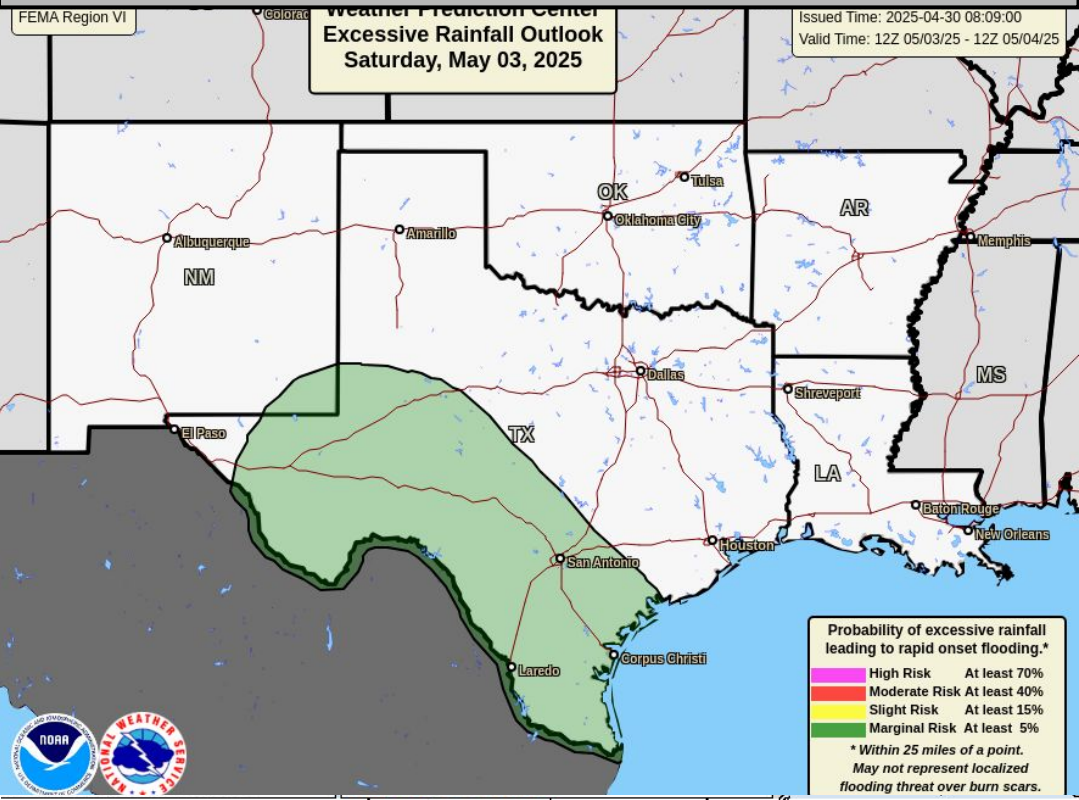 FEMA Region VI
Colorad
Weather Prediction Center
Excessive Rainfall Outlook
Saturday, May 03, 2025
Issued Time: 2025-04-30 08:09:00
Valid Time: 12Z 05/03/25 - 12Z 05/04/25
Tulsa
OK
AR
Oklahoma City
Amarillo
Albuquerque
Memphis
NM
Dallas
MS
Shreveport
El Paso
TX
LA
Baton Rouge
New Orleans
Houston
San Antonio
Corpus Christi
Laredo
Probability of excessive rainfall
leading to rapid onset flooding.*
High Risk At least 70%
Moderate Risk At least 40%
Slight Risk At least 15%
Marginal Risk At least 5%
* Within 25 miles of a point.
May not represent localized
flooding threat over burn scars.
NOAA
NATIONAL WEATHER SERVICE